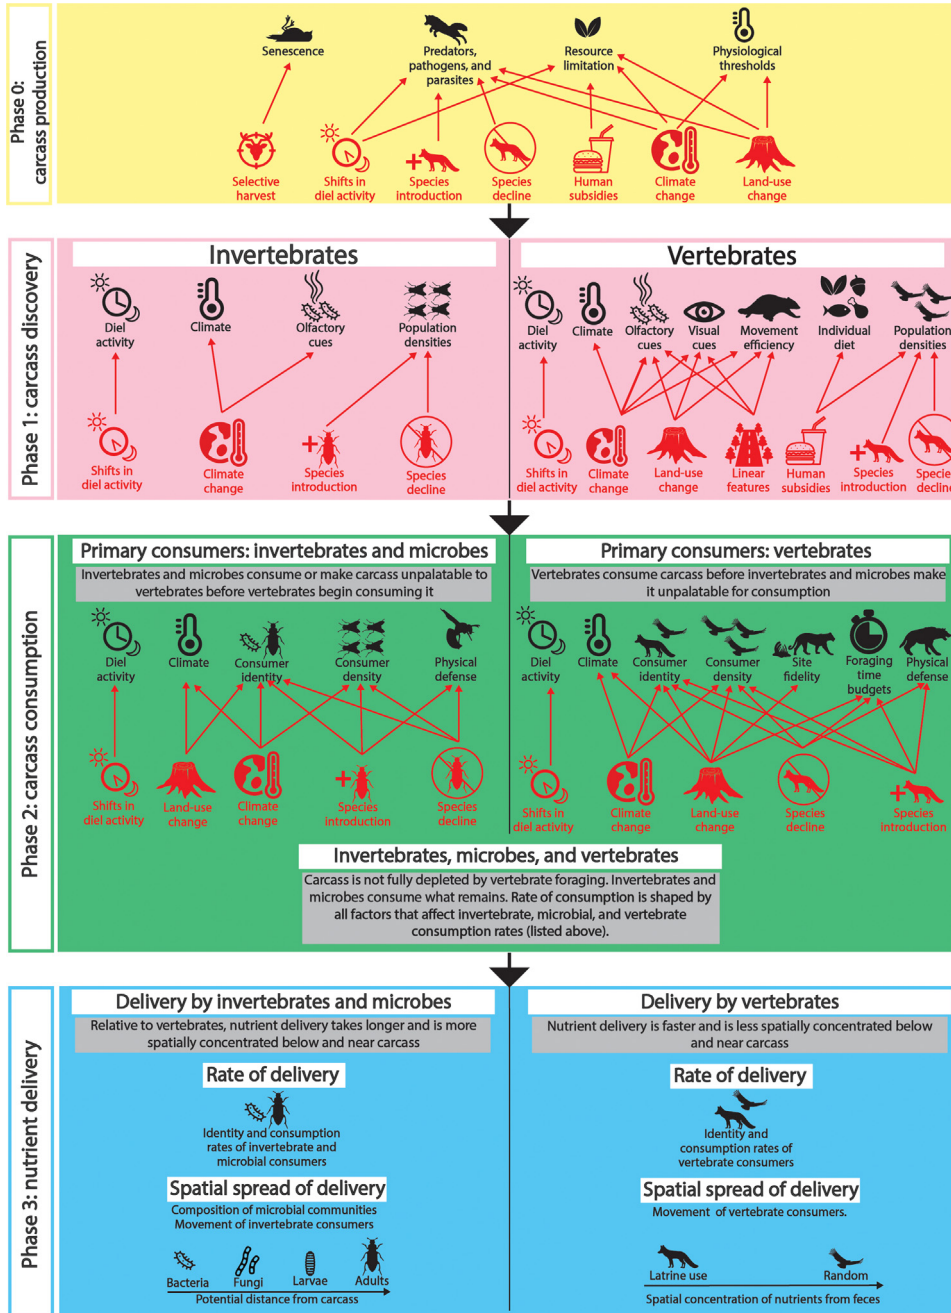 Phase 0:
carcass production
Senescence
Predators,
pathogens, and
parasites
Resource
limitation
Physiological
thresholds
Selective
harvest
Shifts in
diel activity
Species
introduction
Species
decline
Human
subsidies
Climate
change
Land-use
change
Phase 1: carcass discovery
Invertebrates
Diel
activity
Climate
Olfactory
cues
Population
densities
Shifts in
diel activity
Climate
change
Species
introduction
Species
decline
Vertebrates
Diel
activity
Climate
Olfactory
cues
Visual
cues
Movement
efficiency
Individual
diet
Population
densities
Shifts in
diel activity
Climate
change
Land-use
change
Linear
features
Human
subsidies
Species
introduction
Species
decline
Phase 2: carcass consumption
Primary consumers: invertebrates and microbes
Invertebrates and microbes consume or make carcass unpalatable to
vertebrates before vertebrates begin consuming it
Diel
activity
Climate
Consumer
identity
Consumer
density
Physical
defense
Shifts in
diel activity
Land-use
change
Climate
change
Species
introduction
Species
decline
Primary consumers: vertebrates
Vertebrates consume carcass before invertebrates and microbes make
it unpalatable for consumption
Diel
activity
Climate
Consumer
identity
Consumer
density
Site
fidelity
Foraging
time
budgets
Physical
defense
Shifts in
diel activity
Climate
change
Land-use
change
Species
decline
Species
introduction
Invertebrates, microbes, and vertebrates
Carcass is not fully depleted by vertebrate foraging. Invertebrates and
microbes consume what remains. Rate of consumption is shaped by
all factors that affect invertebrate, microbial, and vertebrate
consumption rates (listed above).
Phase 3: nutrient delivery
Delivery by invertebrates and microbes
Relative to vertebrates, nutrient delivery takes longer and is more
spatially concentrated below and near carcass
Rate of delivery
Identity and consumption
rates of invertebrate and
microbial consumers
Spatial spread of delivery
Composition of microbial communities
Movement of invertebrate consumers
Bacteria
Fungi
Larvae
Adults
Potential distance from carcass
Delivery by vertebrates
Nutrient delivery is faster and is less spatially concentrated below
and near carcass
Rate of delivery
Identity and
consumption rates of
vertebrate consumers
Spatial spread of delivery
Movement of vertebrate consumers.
Latrine use
Random
Spatial concentration of nutrients from feces